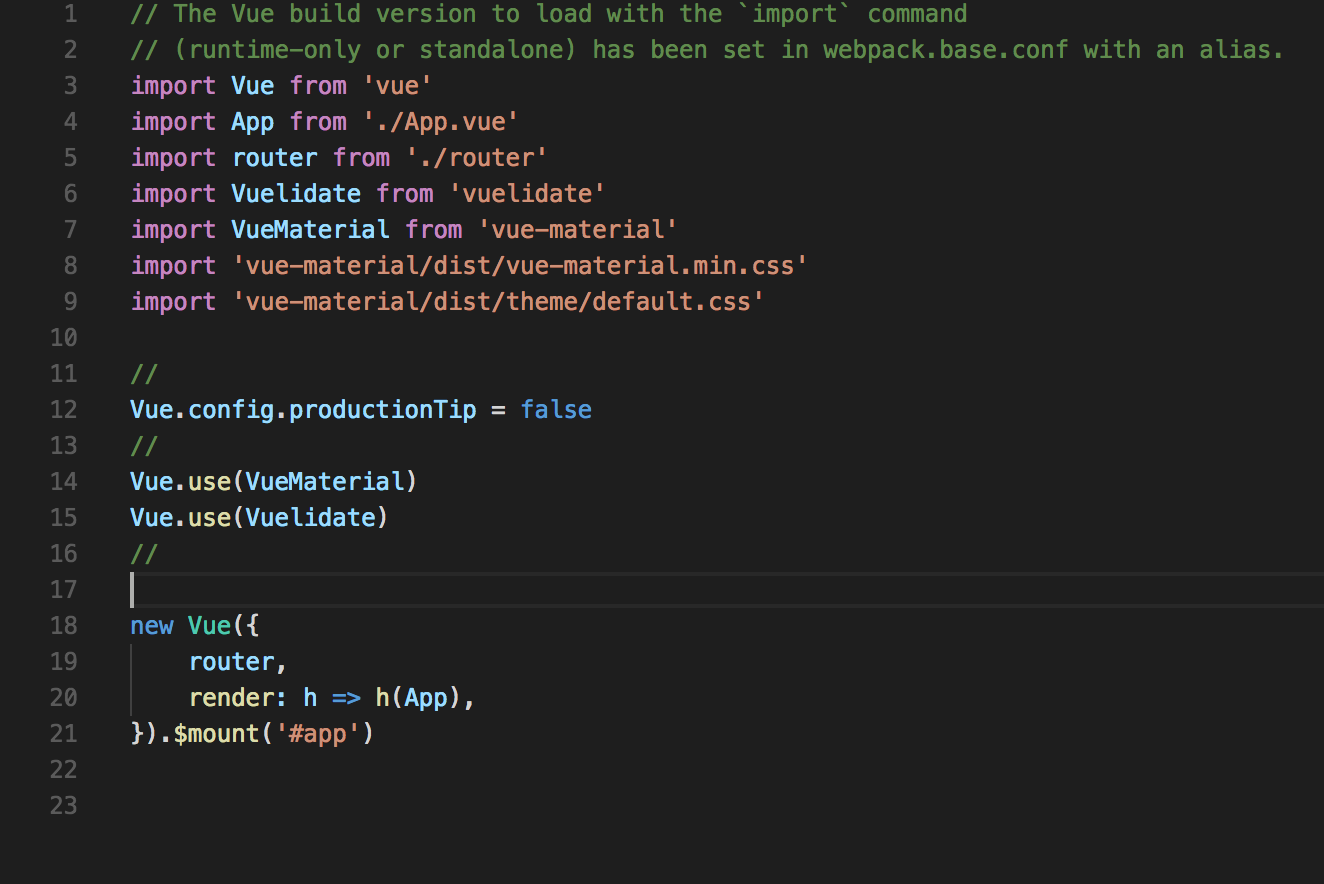 1 // The Vue build version to load with the `import` command
2 // (runtime-only or standalone) has been set in webpack.base.conf with an alias.
3 import Vue from 'vue'
4 import App from './App.vue'
5 import router from './router'
6 import Vuelidate from 'vuelidate'
7 import VueMaterial from 'vue-material'
8 import 'vue-material/dist/vue-material.min.css'
9 import 'vue-material/dist/theme/default.css'
10
11 //
12 Vue.config.productionTip = false
13 //
14 Vue.use(VueMaterial)
15 Vue.use(Vuelidate)
16 //
17
18 new Vue({
19     router,
20     render: h => h(App),
21 }).$mount('#app')
22
23